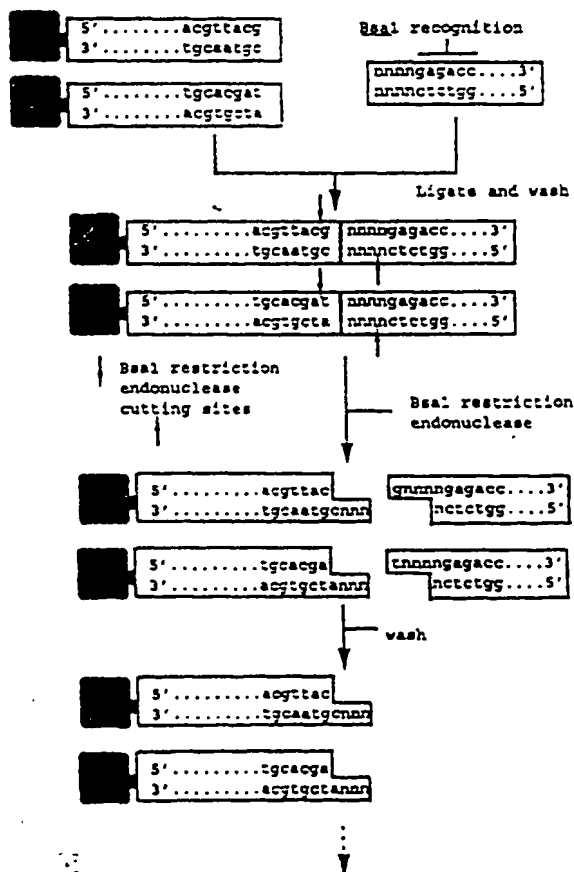 5'.........acgttacg
3' tgcaatgc
5'........tgcacgat
3' acgtgcta
BsaI recognition
nnnngagacc....3'
nnnnctctgg....5'
Ligate and wash
5'.........acgttacg nnnngagacc....3'
3'.........tgcaatgc nnnnctctgg....5'
5'.........tgcacgat nnnngagacc....3'
3'.........acgtgcta nnnnctctgg....5'
BsaI restriction
endonuclease
cutting sites
BsaI restriction
endonuclease
5'.........acgttac gnnnngagacc....3'
3'.........tgcaatgcnnn nctctgg....5'
5'.........tgcacga tnnnngagacc....3'
3'.........acgtgctannn nctctgg....5'
wash
5'.........acgttac
3'.........tgcaatgcnnn
5'.........tgcacga
3'.........acgtgctannn